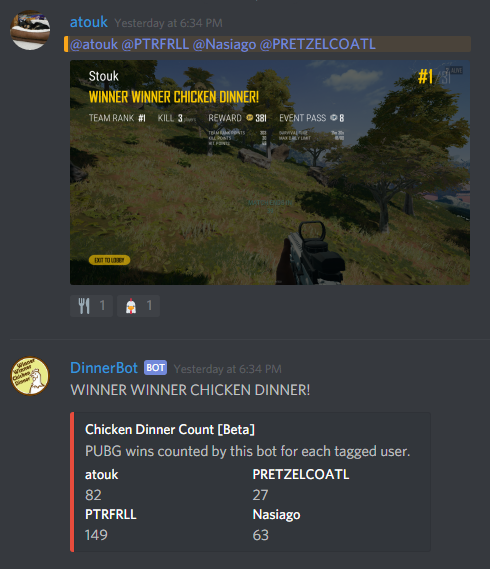 atouk Yesterday at 6:34 PM
@atouk @PTRFRLL @Nasiago @PRETZELCOATL
Stouk
#1
WINNER WINNER CHICKEN DINNER!
TEAM RANK #1 KILL 3 REWARD 381 EVENT PASS 8
EXIT TO LOBBY
1 1
DinnerBot BOT Yesterday at 6:34 PM
WINNER WINNER CHICKEN DINNER!
Chicken Dinner Count [Beta]
PUBG wins counted by this bot for each tagged user.
atouk PRETZELCOATL
82 27
PTRFRLL Nasiago
149 63